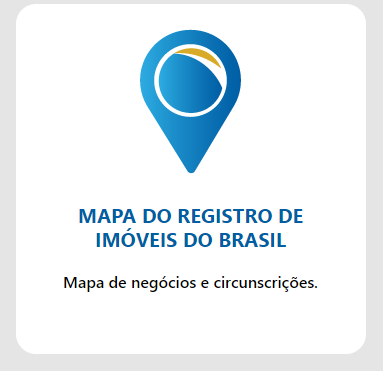 MAPA DO REGISTRO DE
IMÓVEIS DO BRASIL
Mapa de negócios e circunscrições.